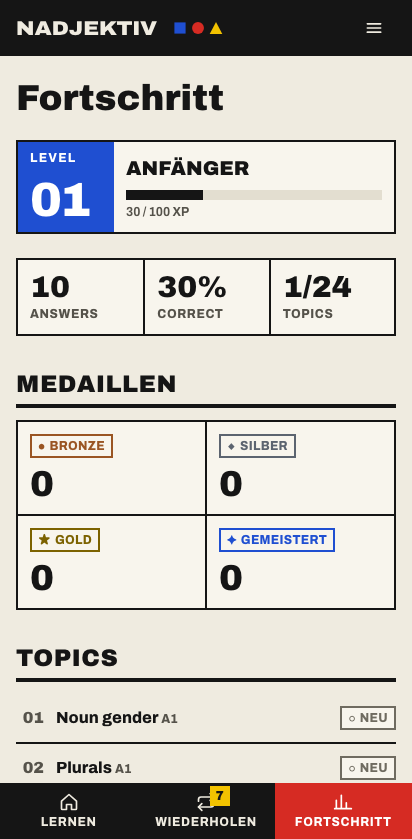 NADJEKTIV
Fortschritt
LEVEL
01
ANFÄNGER
30 / 100 XP
10
ANSWERS
30%
CORRECT
1/24
TOPICS
MEDAILLEN
BRONZE
0
SILBER
0
GOLD
0
GEMEISTERT
0
TOPICS
01 Noun gender A1 NEU
02 Plurals A1 NEU
7
LERNEN
WIEDERHOLEN
FORTSCHRITT